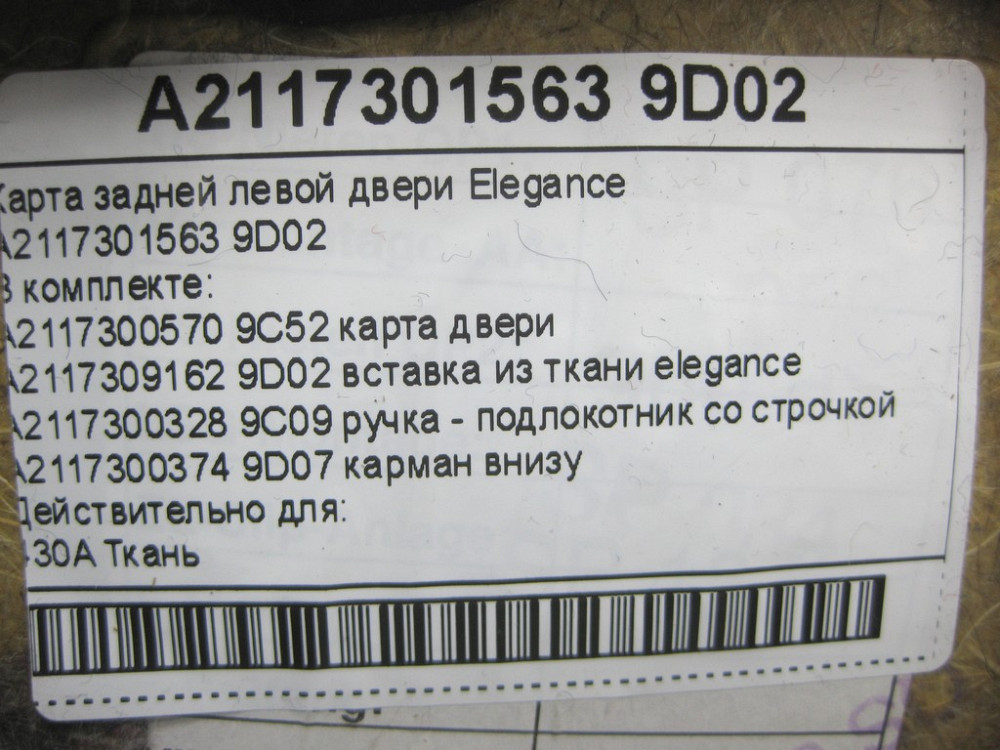 A2117301563 9D02
Карта задней левой двери Elegance
A2117301563 9D02
В комплекте:
A2117300570 9C52 карта двери
A2117309162 9D02 вставка из ткани elegance
A2117300328 9C09 ручка - подлокотник со строчкой
A2117300374 9D07 карман внизу
Действительно для:
30A Ткань